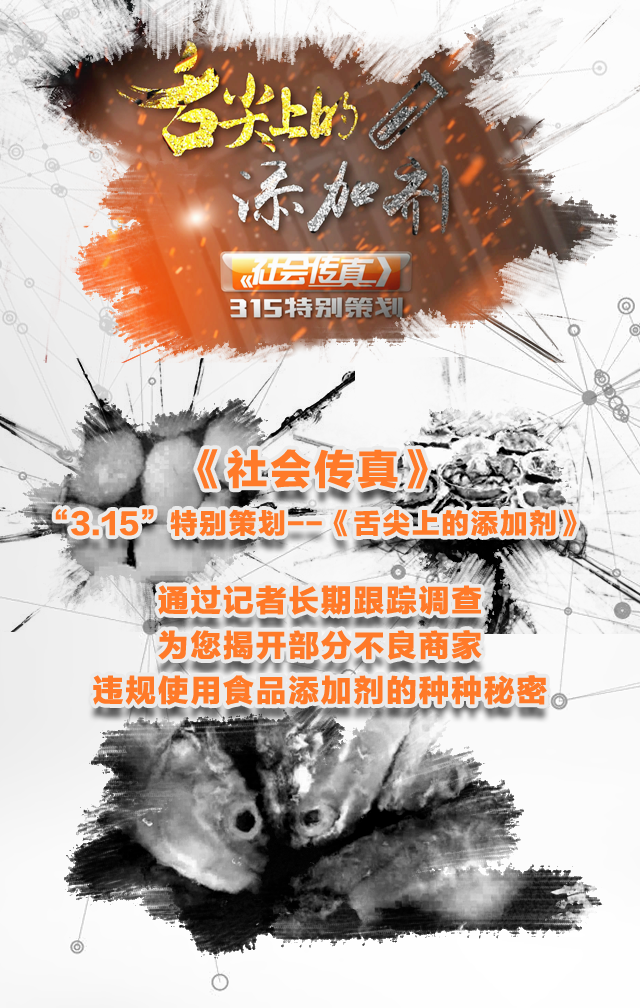 舌尖上的
添加剂
《社会传真》
315特别策划
《社会传真》
“3.15”特别策划--《舌尖上的添加剂》
通过记者长期跟踪调查
为您揭开部分不良商家
违规使用食品添加剂的种种秘密